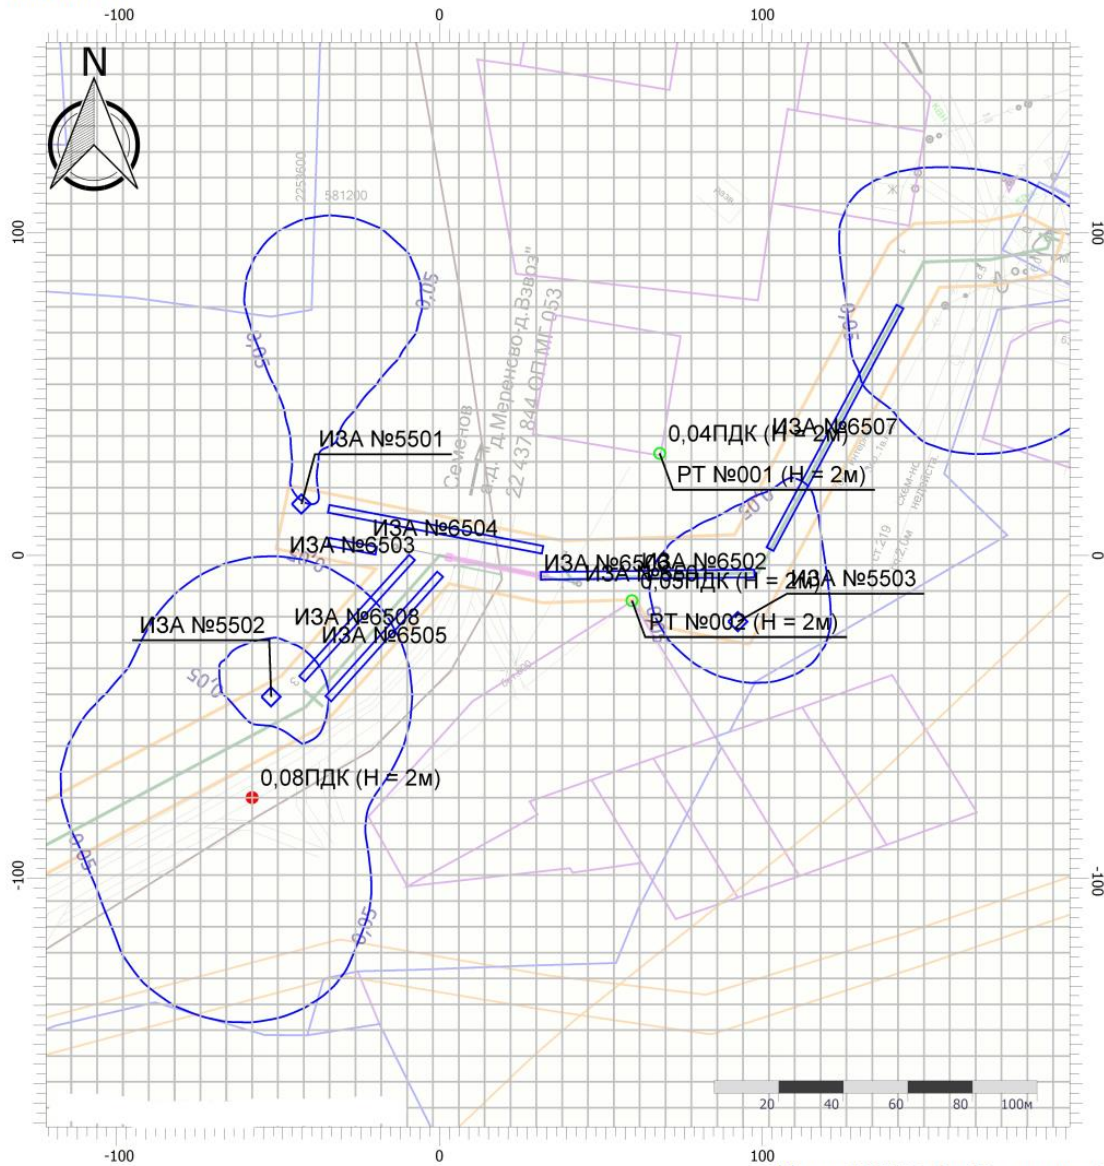 -100
0
100
N
2253600
581200
100
100
0,05
0,05
0,05
Семенов
а.д. "д.Меренсво-д.Взвоз"
22 437.844 ОП МГ 053
ИЗА №5501
0,04ПДК (Н = 2м)
ИЗА №6507
РТ №001 (Н = 2м)
0,05
ИЗА №6504
ИЗА №6503
0
0
ИЗА №6502
0,05ПДК (Н = 2м)
ИЗА №5503
ИЗА №6508
ИЗА №5502
ИЗА №6505
РТ №002 (Н = 2м)
0,05
0,08ПДК (Н = 2м)
0,05
-100
-100
0,05
20 40 60 80 100м
-100
0
100